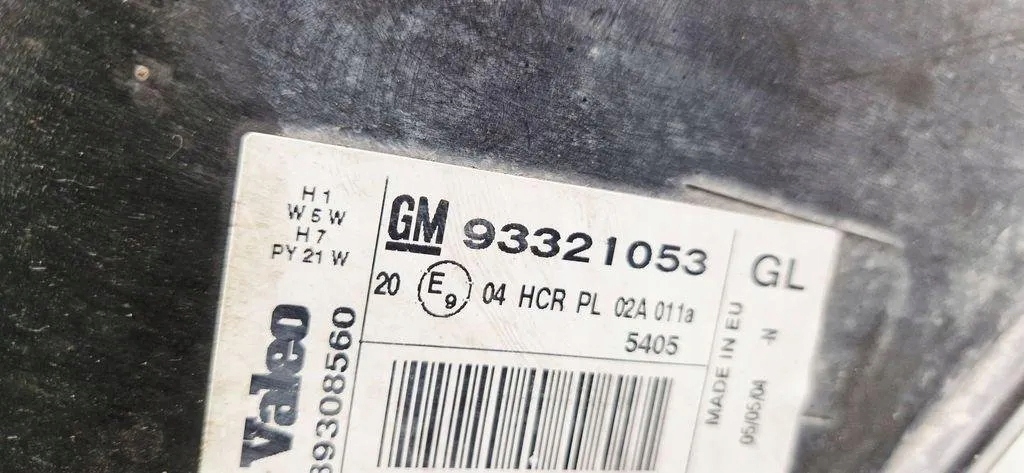 H 1
W 5 W
H 7
PY 21 W
GM 93321053
GL
20 E9 04 HCR PL 02A 011a
5405
MADE IN EU -N
05/05/04
Valeo
89308560